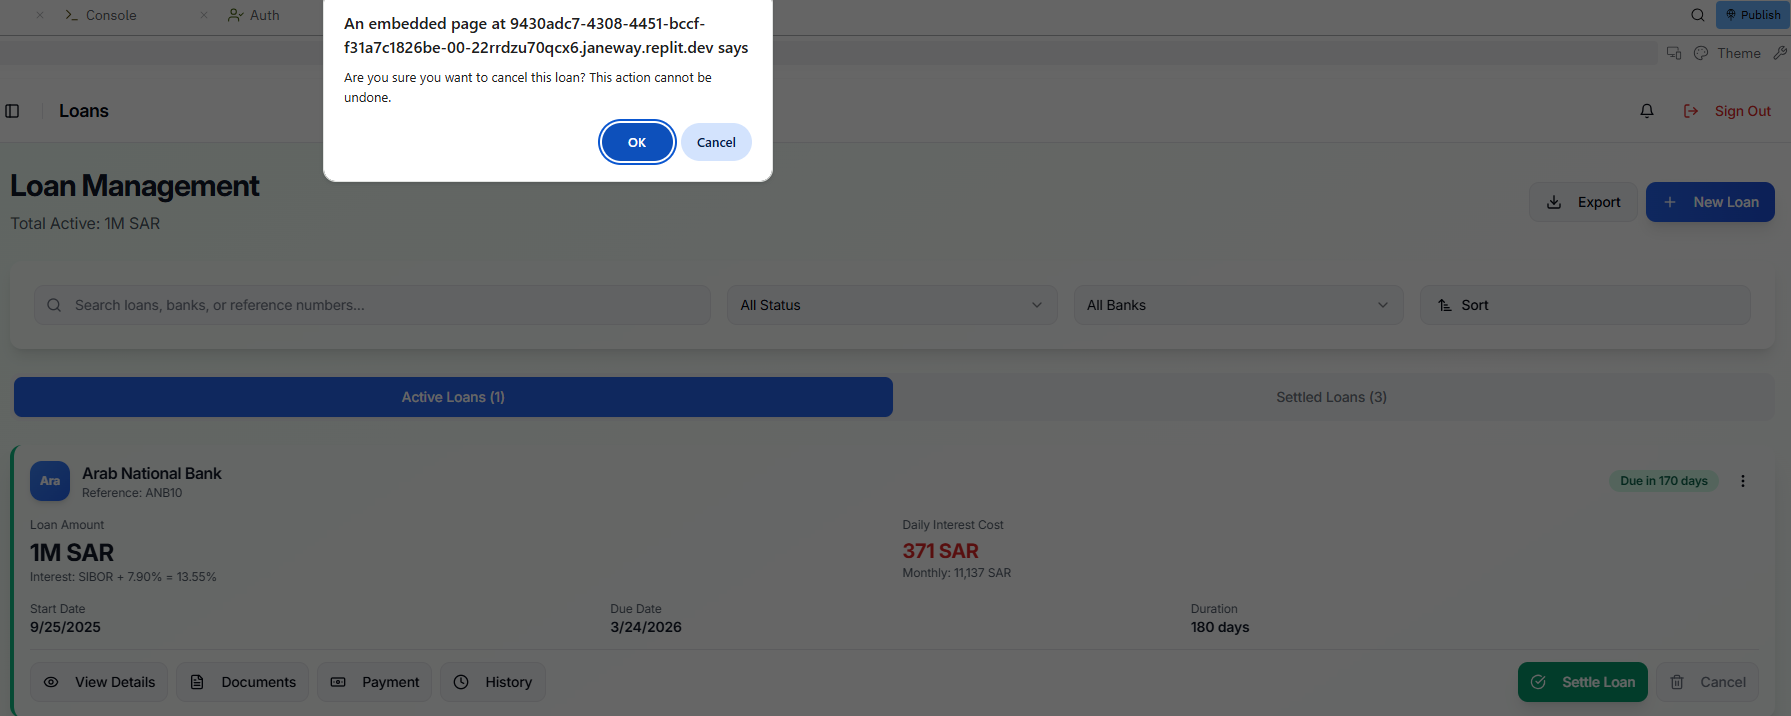 Console
Auth
Publish
An embedded page at 9430adc7-4308-4451-bccf-
f31a7c1826be-00-22rrdzu70qcx6.janeway.replit.dev says
Are you sure you want to cancel this loan? This action cannot be
undone.
OK
Cancel
Theme
Loans
Sign Out
Loan Management
Total Active: 1M SAR
Export
New Loan
Search loans, banks, or reference numbers...
All Status
All Banks
Sort
Active Loans (1)
Settled Loans (3)
Ara
Arab National Bank
Reference: ANB10
Due in 170 days
Loan Amount
1M SAR
Interest: SIBOR + 7.90% = 13.55%
Daily Interest Cost
371 SAR
Monthly: 11,137 SAR
Start Date
9/25/2025
Due Date
3/24/2026
Duration
180 days
View Details
Documents
Payment
History
Settle Loan
Cancel